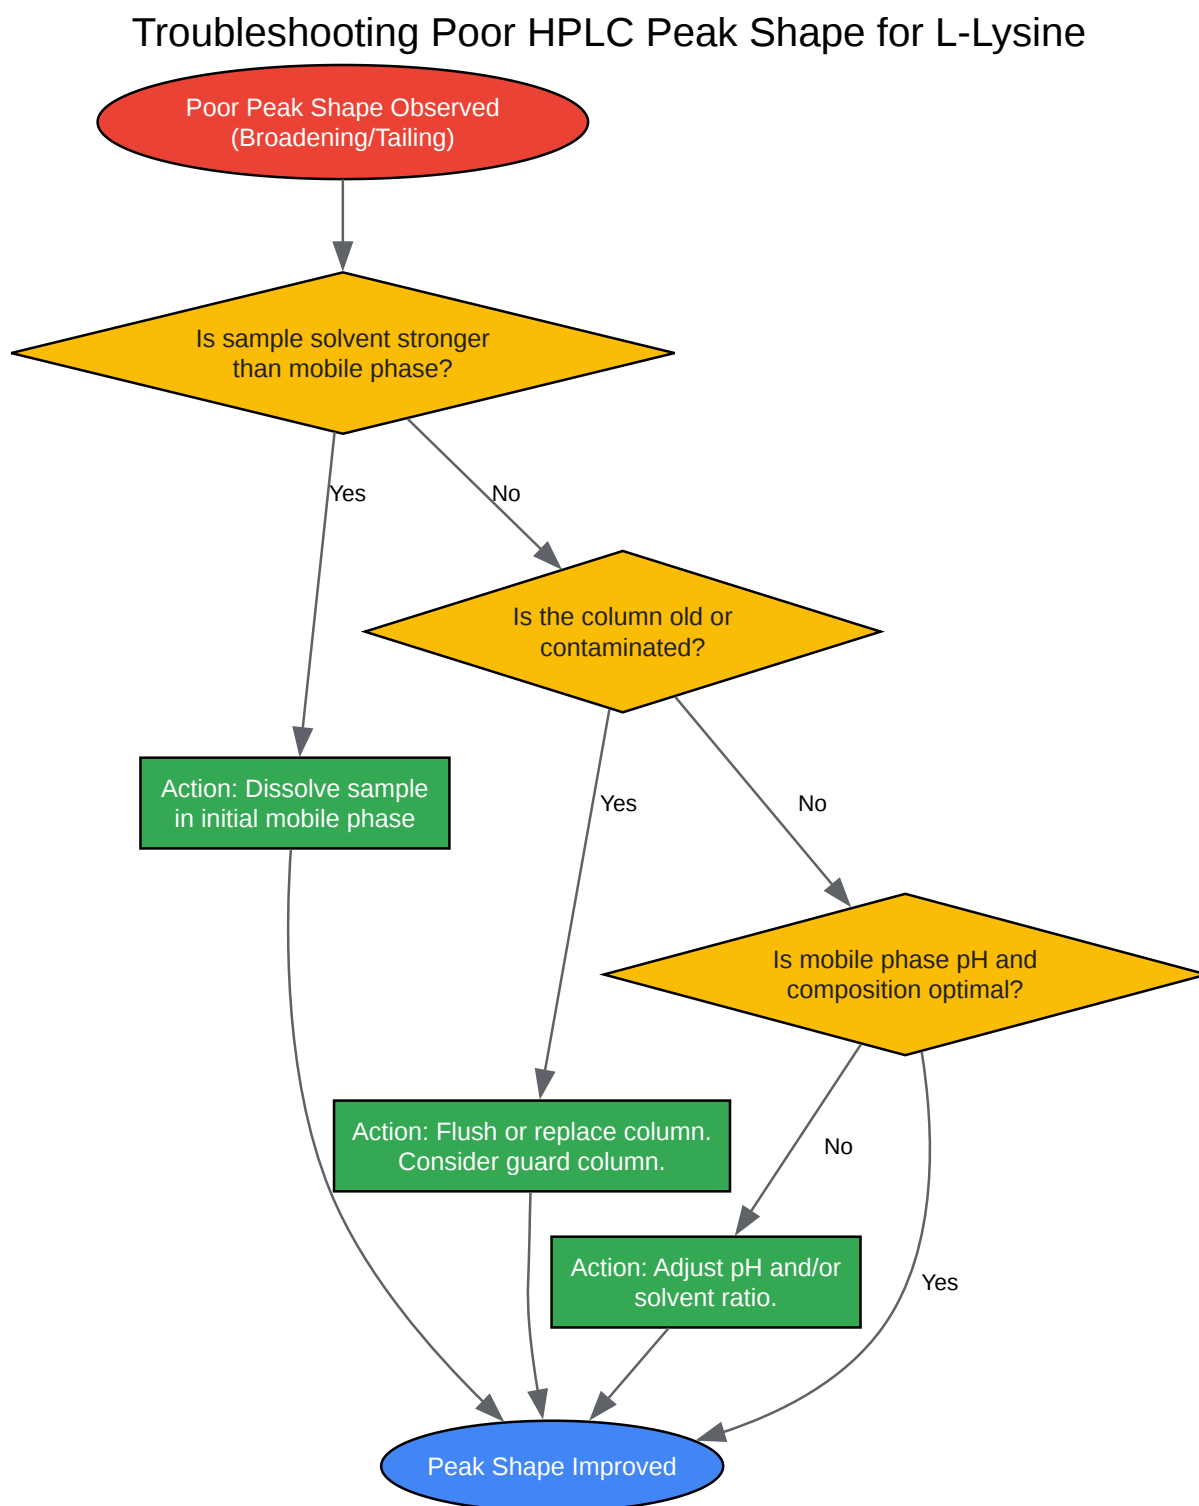 Troubleshooting Poor HPLC Peak Shape for L-Lysine
Poor Peak Shape Observed
(Broadening/Tailing)
Is sample solvent stronger
than mobile phase?
Yes
No
Is the column old or
contaminated?
Action: Dissolve sample
in initial mobile phase
Yes
No
Is mobile phase pH and
composition optimal?
Action: Flush or replace column.
Consider guard column.
No
Action: Adjust pH and/or
solvent ratio.
Yes
Peak Shape Improved